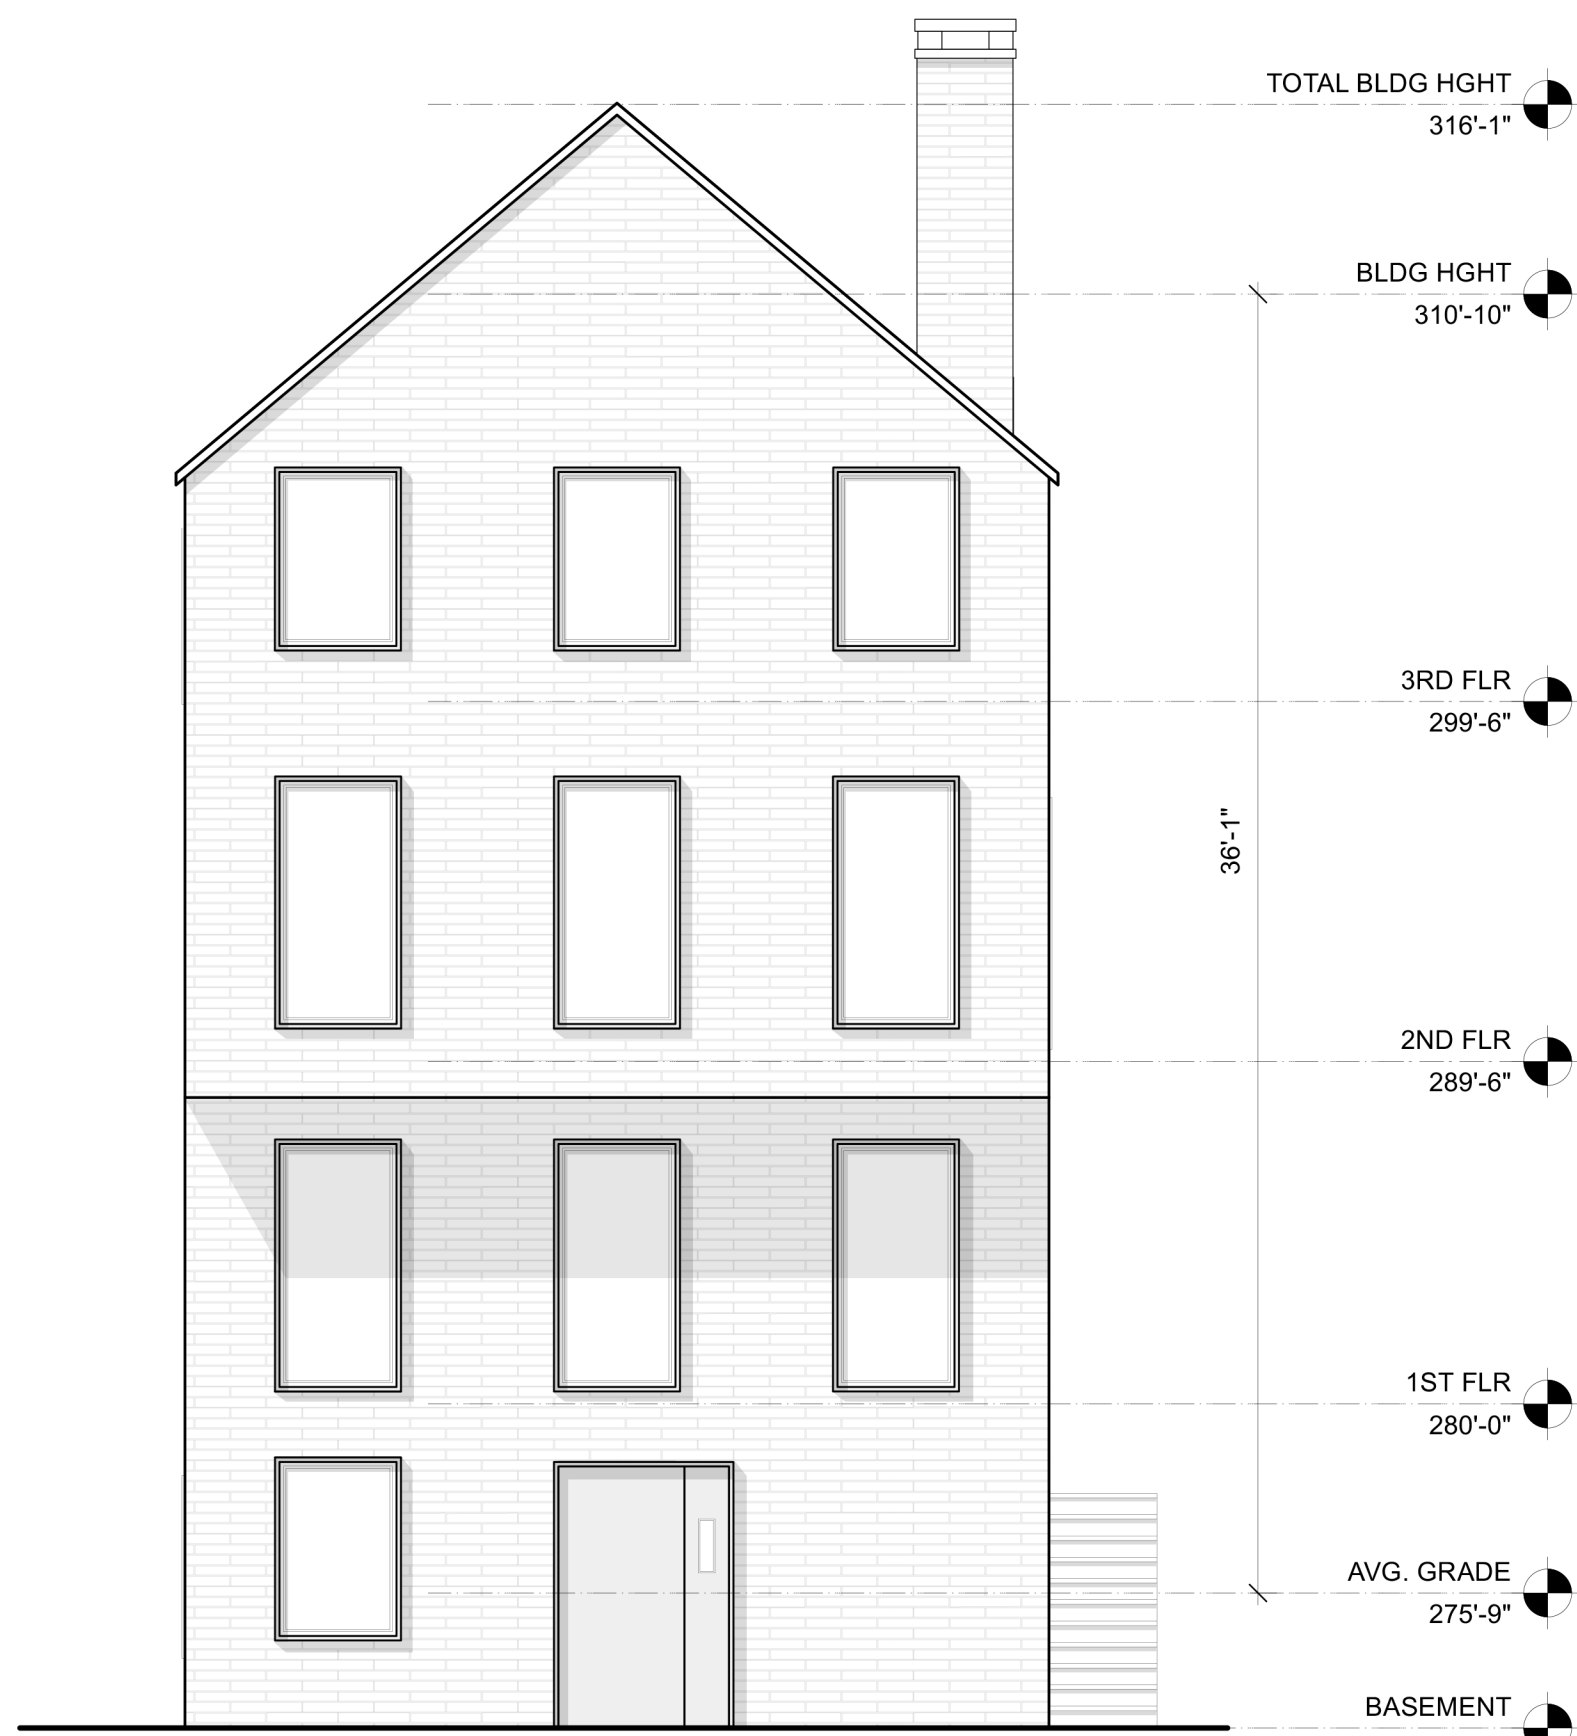 TOTAL BLDG HGHT
316'-1"
BLDG HGHT
310'-10"
3RD FLR
299'-6"
36'-1"
2ND FLR
289'-6"
1ST FLR
280'-0"
AVG. GRADE
275'-9"
BASEMENT